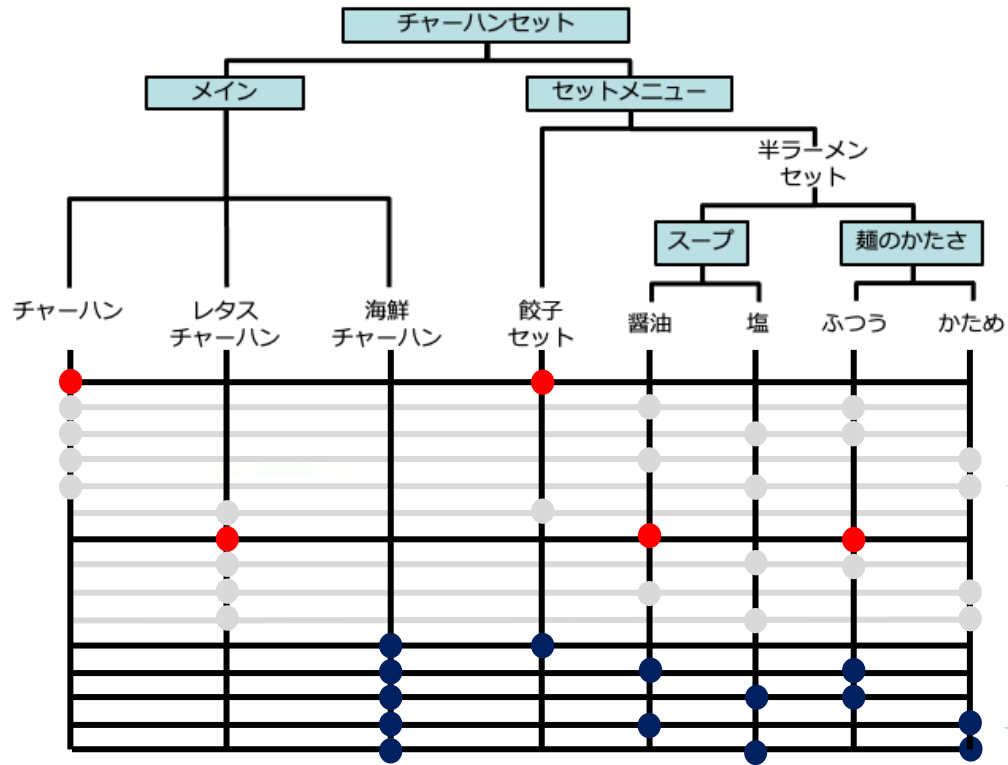 チャーハンセット
メイン
セットメニュー
半ラーメン
セット
スープ
麺のかたさ
チャーハン
レタス
チャーハン
海鮮
チャーハン
餃子
セット
醤油
塩
ふつう
かため